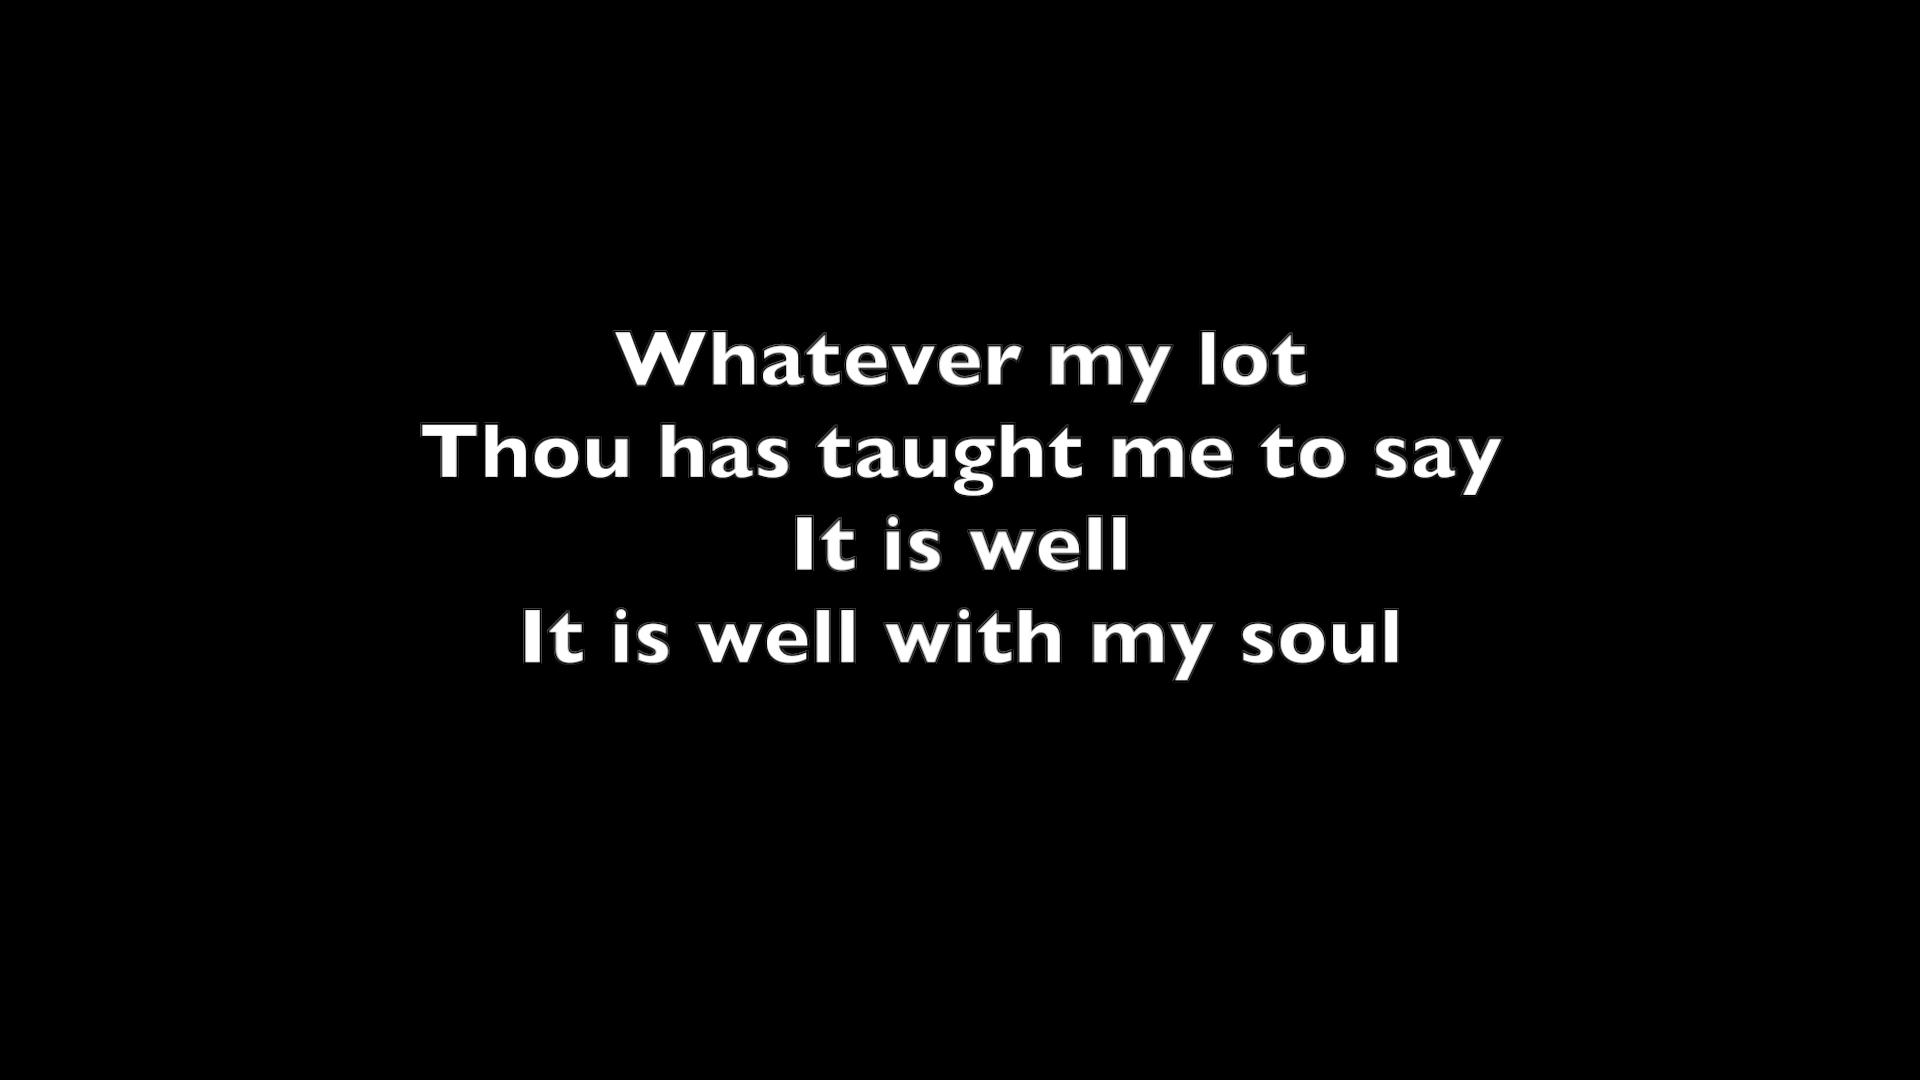 Whatever my lot
Thou has taught me to say
It is well
It is well with my soul